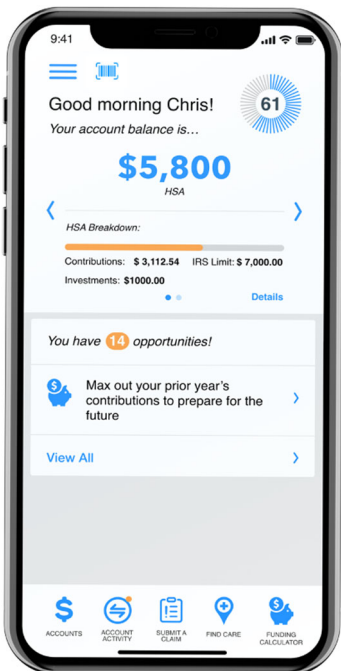 9:41
Good morning Chris!
61
Your account balance is...
$5,800
HSA
HSA Breakdown:
Contributions: $ 3,112.54 IRS Limit: $ 7,000.00
Investments: $1000.00
Details
You have 14 opportunities!
Max out your prior year's
contributions to prepare for the
future
View All
ACCOUNTS
ACCOUNT
ACTIVITY
SUBMIT A
CLAIM
FIND CARE
FUNDING
CALCULATOR